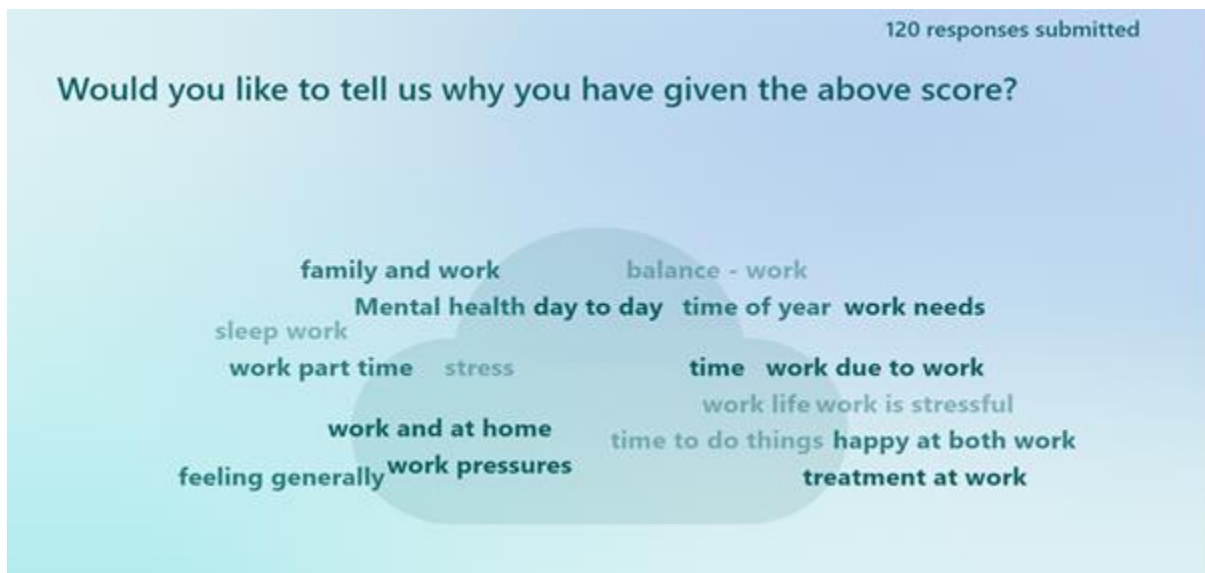 120 responses submitted
Would you like to tell us why you have given the above score?
family and work balance - work
Mental health day to day time of year work needs
sleep work
work part time stress time work due to work
work life work is stressful
work and at home time to do things happy at both work
work pressures
feeling generally treatment at work